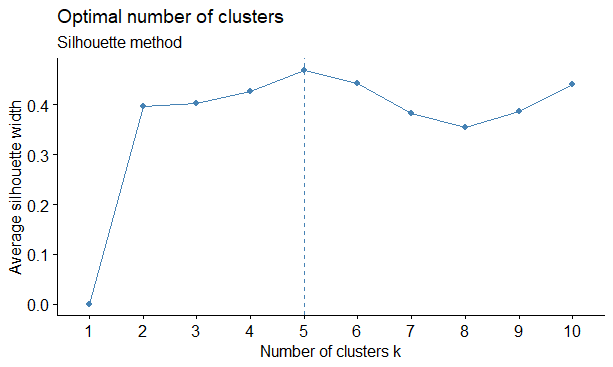 Optimal number of clusters
Silhouette method
Average silhouette width
0.4
0.3
0.2
0.1
0.0
1 2 3 4 5 6 7 8 9 10
Number of clusters k